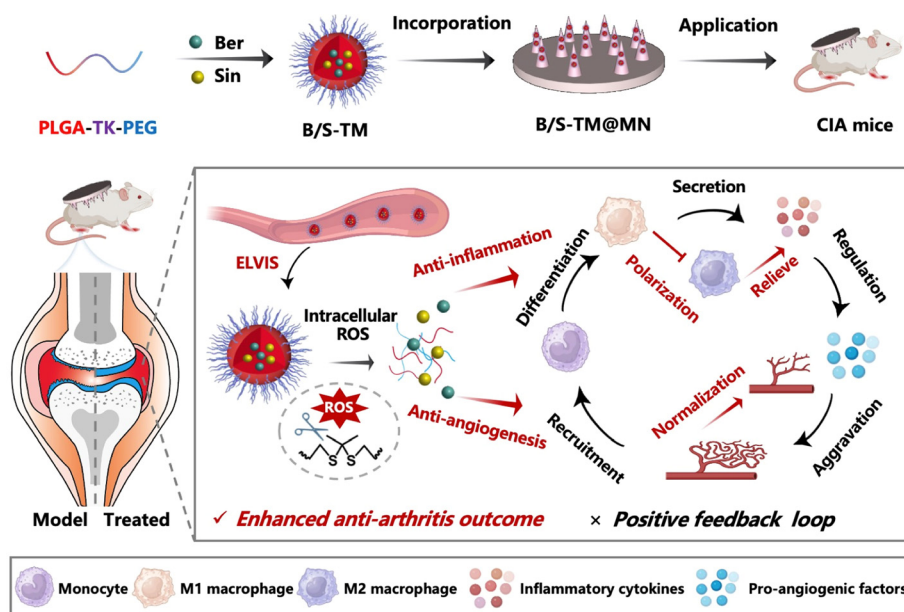 Ber
Sin
Incorporation
Application
PLGA-TK-PEG
B/S-TM
B/S-TM@MN
CIA mice
ELVIS
Intracellular
ROS
ROS
S
S
Anti-inflammation
Anti-angiogenesis
Differentiation
Secretion
Polarization
Relieve
Regulation
Normalization
Recruitment
Aggravation
Model
Treated
✓ Enhanced anti-arthritis outcome
× Positive feedback loop
Monocyte
M1 macrophage
M2 macrophage
Inflammatory cytokines
Pro-angiogenic factors